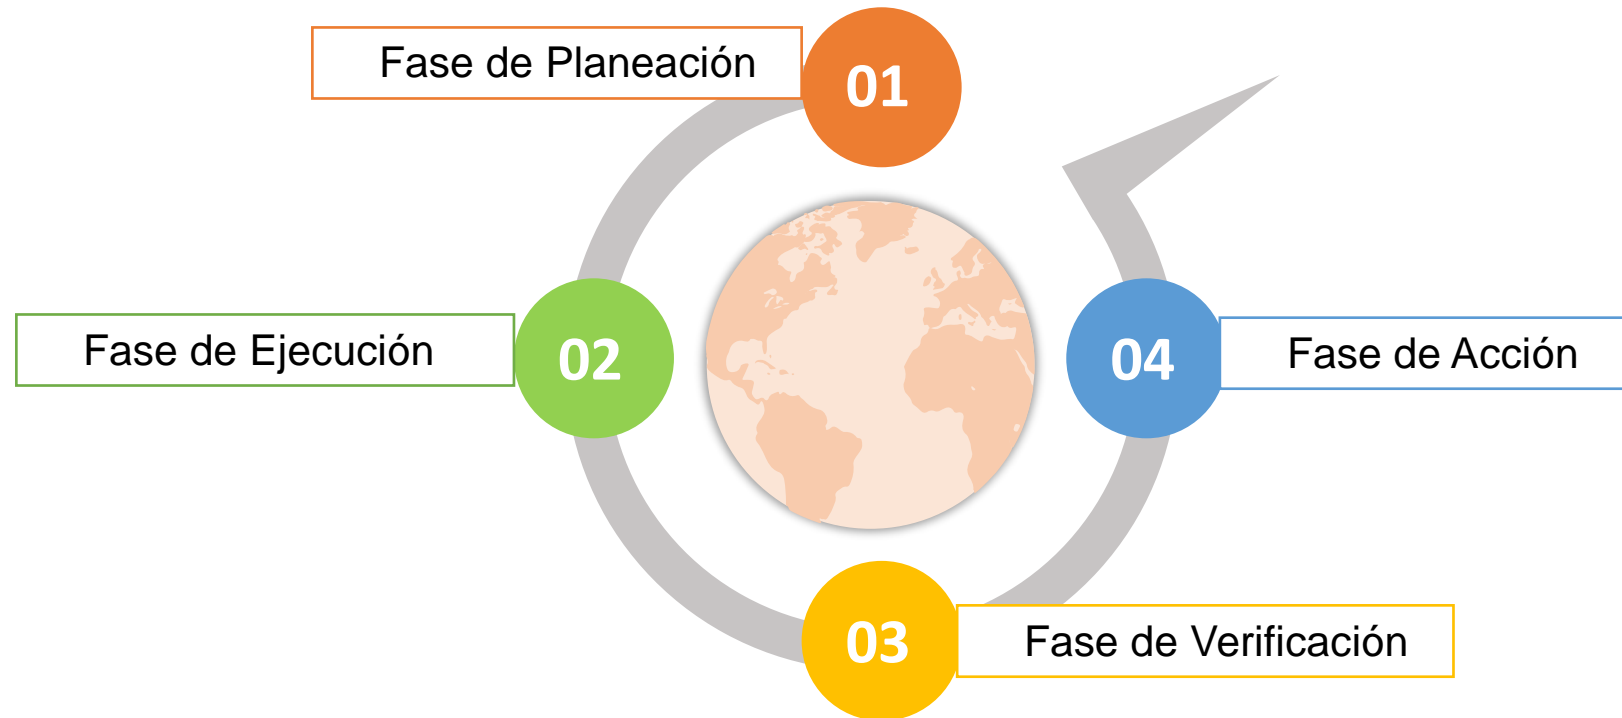 Fase de Planeación
01
Fase de Ejecución
02
04
Fase de Acción
03
Fase de Verificación